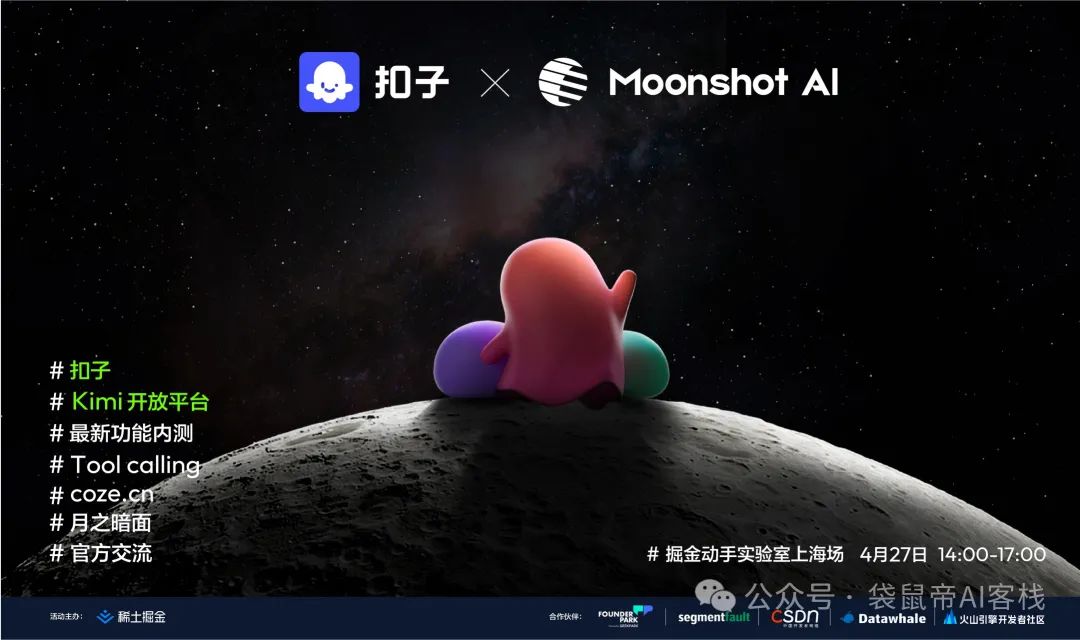 扣子 × Moonshot AI
# 扣子
# Kimi 开放平台
# 最新功能内测
# Tool calling
# coze.cn
# 月之暗面
# 官方交流
# 掘金动手实验室上海场 4月27日 14:00-17:00
公众号 · 袋鼠帝AI客栈
活动主办： 稀土掘金
合作伙伴： FOUNDER PARK segmentfault CSDN Datawhale 火山引擎开发者社区